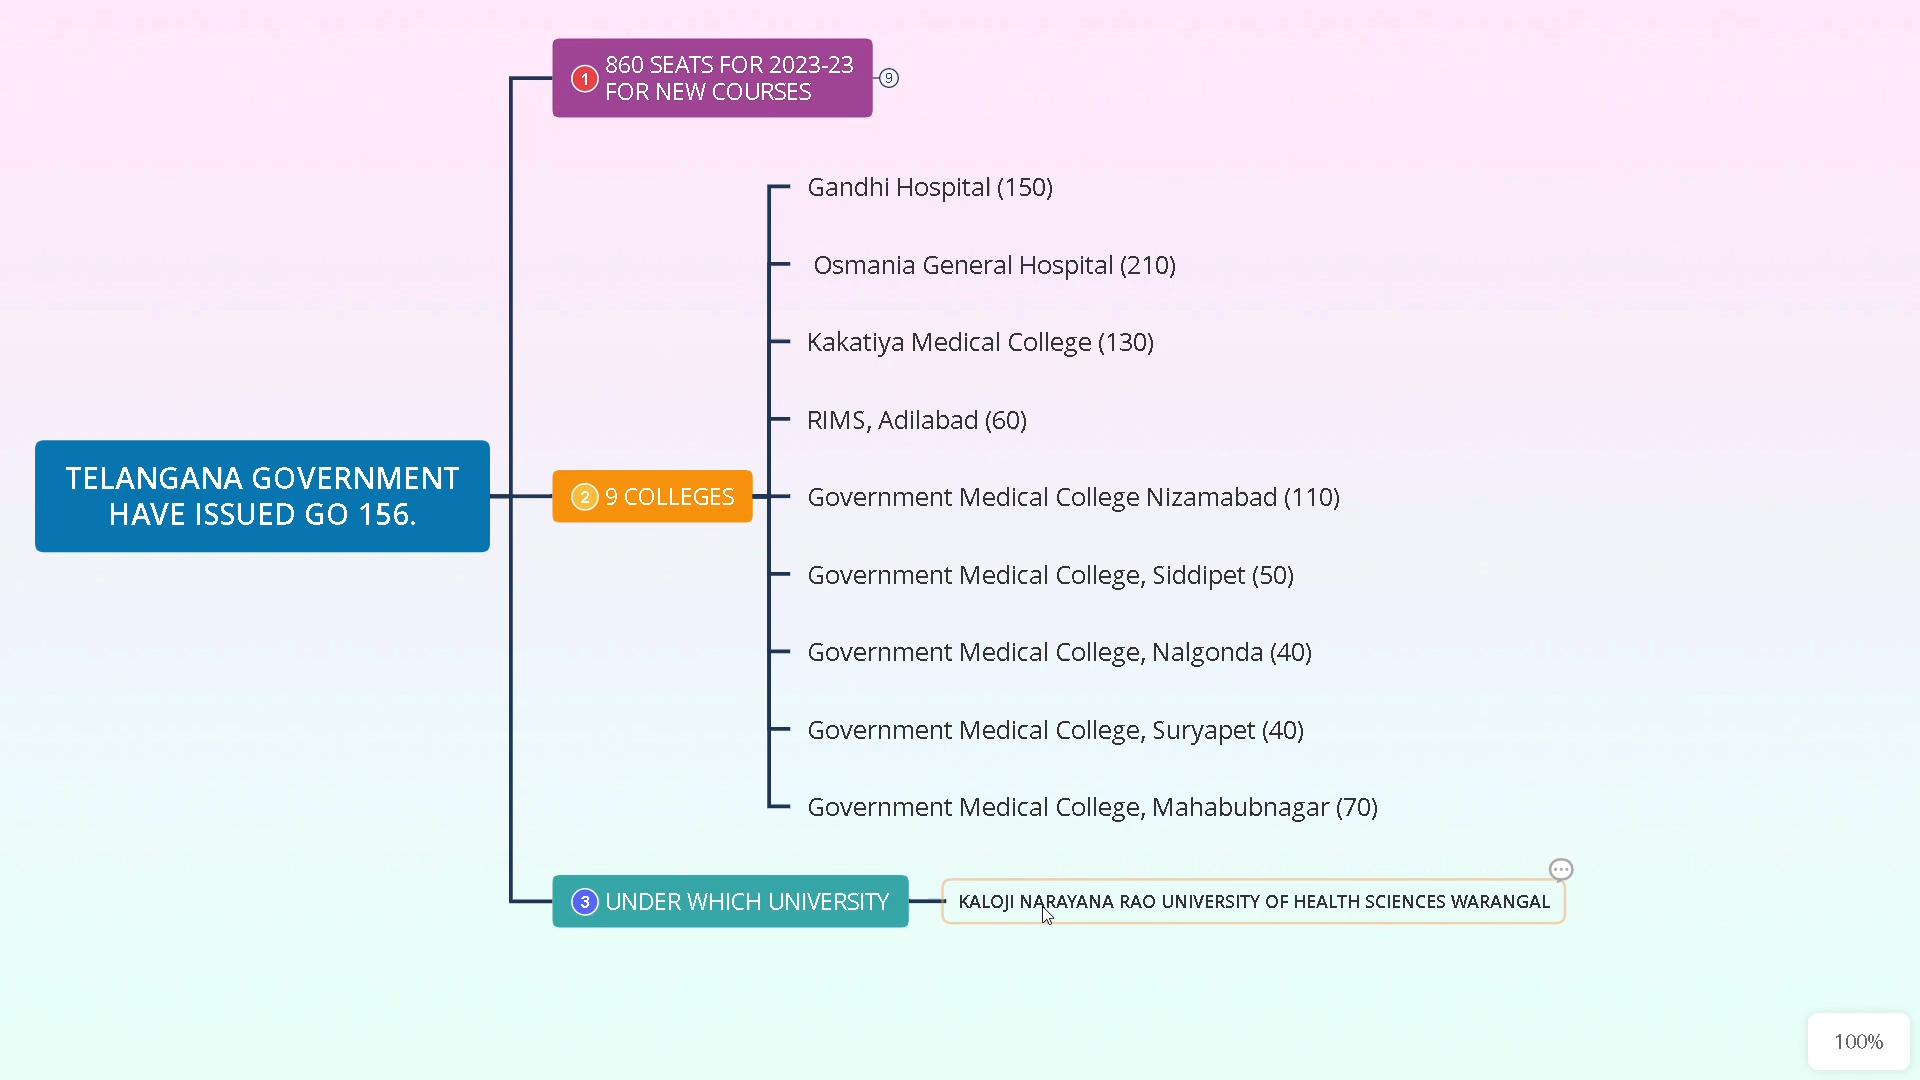 1 860 SEATS FOR 2023-23
FOR NEW COURSES
9
Gandhi Hospital (150)
Osmania General Hospital (210)
Kakatiya Medical College (130)
RIMS, Adilabad (60)
TELANGANA GOVERNMENT
HAVE ISSUED GO 156.
2 9 COLLEGES
Government Medical College Nizamabad (110)
Government Medical College, Siddipet (50)
Government Medical College, Nalgonda (40)
Government Medical College, Suryapet (40)
Government Medical College, Mahabubnagar (70)
3 UNDER WHICH UNIVERSITY
KALOJI NARAYANA RAO UNIVERSITY OF HEALTH SCIENCES WARANGAL
100%